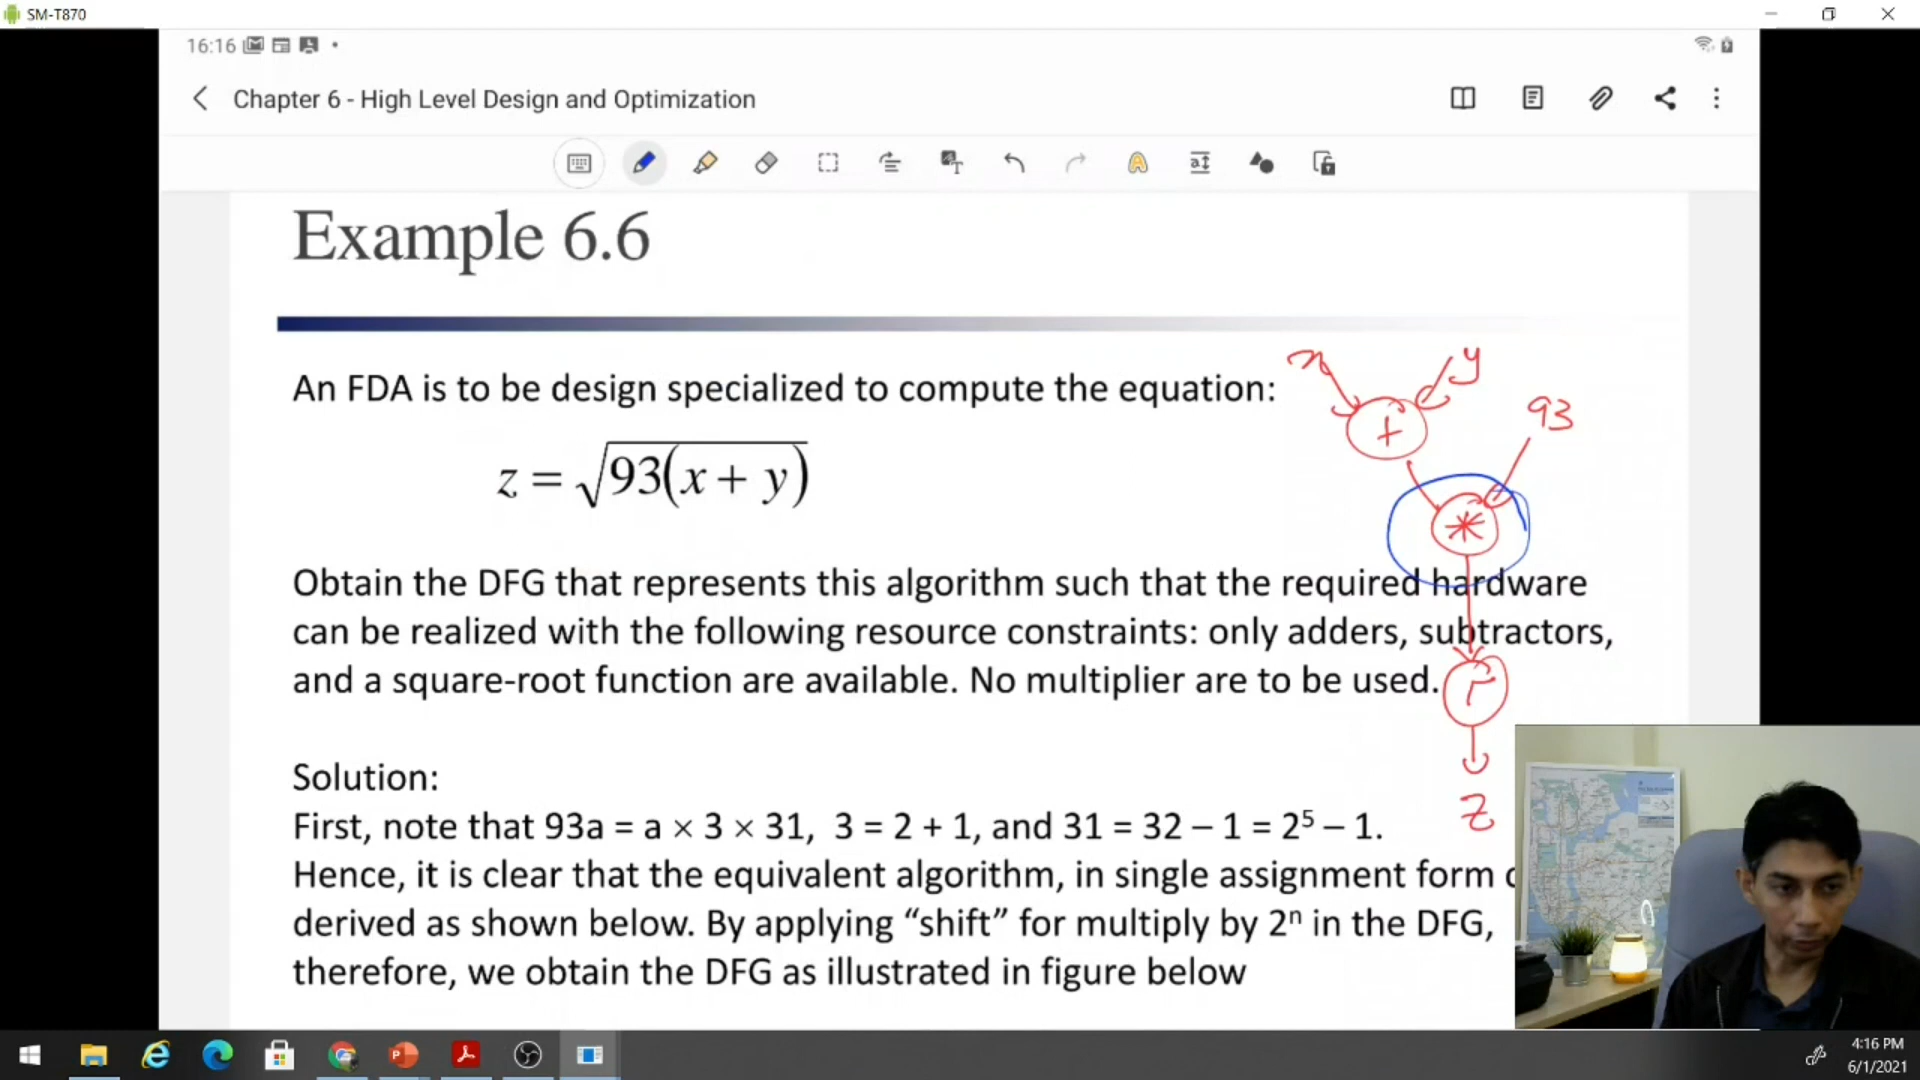 SM-T870
16:16
Chapter 6 - High Level Design and Optimization
Example 6.6
An FDA is to be design specialized to compute the equation:
z = √93(x + y)
x
y
+
93
*
Obtain the DFG that represents this algorithm such that the required hardware
can be realized with the following resource constraints: only adders, subtractors,
and a square-root function are available. No multiplier are to be used.
√
Solution:
z
First, note that 93a = a × 3 × 31, 3 = 2 + 1, and 31 = 32 – 1 = 2⁵ – 1.
Hence, it is clear that the equivalent algorithm, in single assignment form
derived as shown below. By applying “shift” for multiply by 2ⁿ in the DFG,
therefore, we obtain the DFG as illustrated in figure below
4:16 PM
6/1/2021